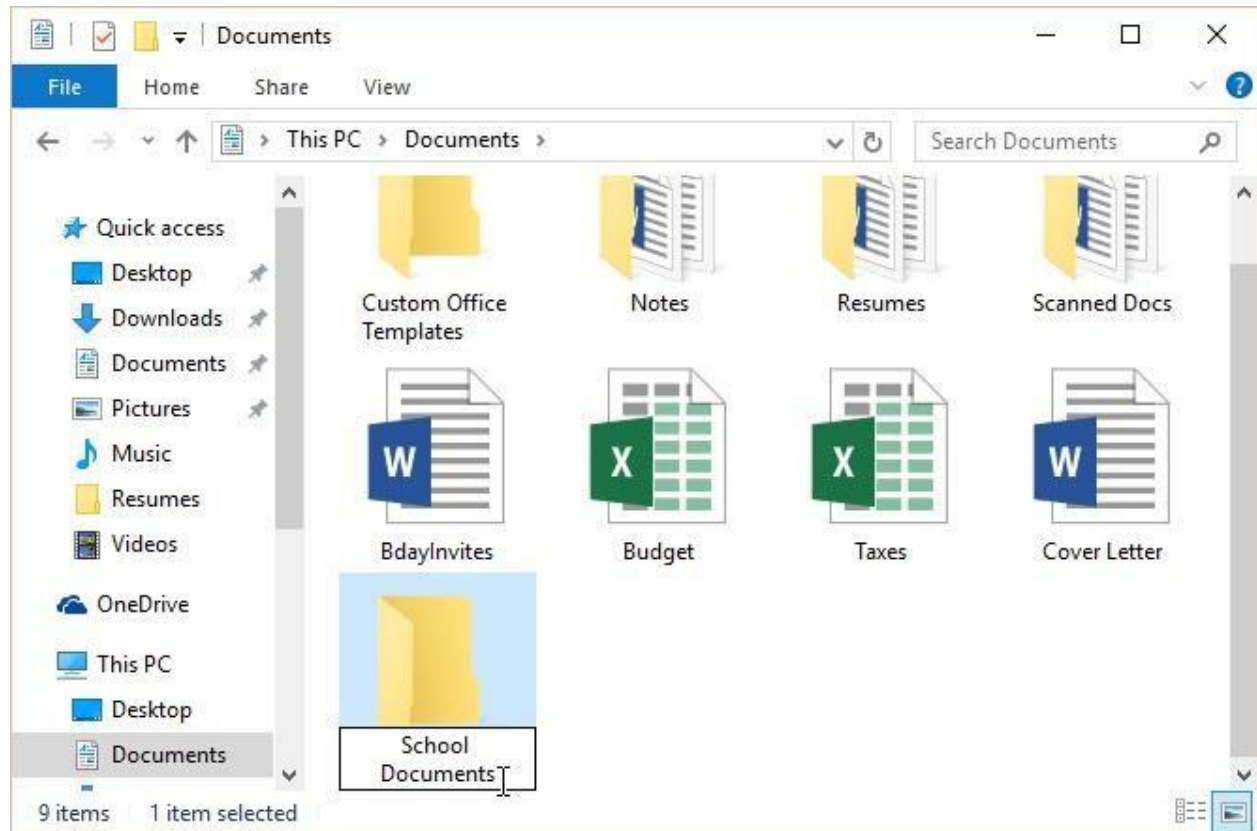 Documents
File Home Share View
This PC > Documents >
Search Documents
Quick access
Desktop
Downloads
Documents
Pictures
Music
Resumes
Videos
OneDrive
This PC
Desktop
Documents
Custom Office
Templates
Notes
Resumes
Scanned Docs
W
X
X
W
BdayInvites
Budget
Taxes
Cover Letter
School
Documents
9 items 1 item selected